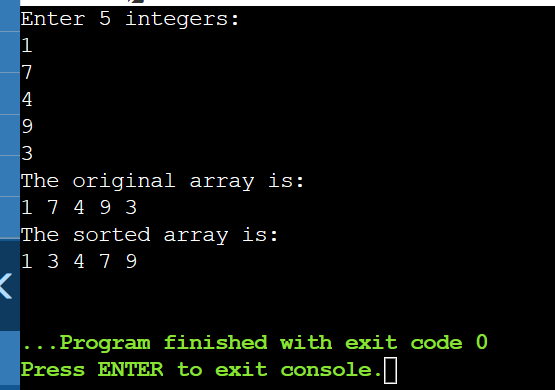 Enter 5 integers:
1
7
4
9
3
The original array is:
1 7 4 9 3
The sorted array is:
1 3 4 7 9
...Program finished with exit code 0
Press ENTER to exit console.